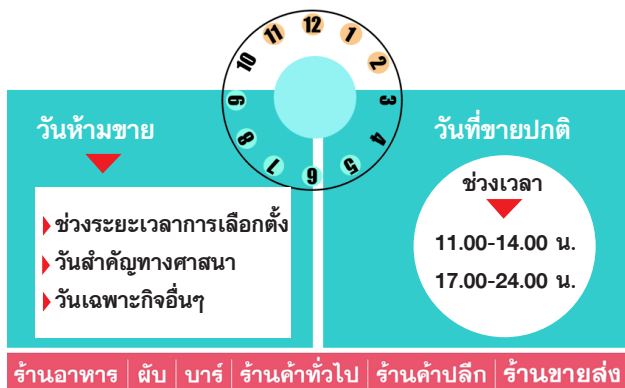 12
1
2
3
4
5
6
7
8
9
10
11
วันห้ามขาย
ช่วงระยะเวลาการเลือกตั้ง
วันสำคัญทางศาสนา
วันเฉพาะกิจอื่นๆ
วันที่ขายปกติ
ช่วงเวลา
11.00-14.00 น.
17.00-24.00 น.
ร้านอาหาร | ผับ | บาร์ | ร้านค้าทั่วไป | ร้านค้าปลีก | ร้านขายส่ง